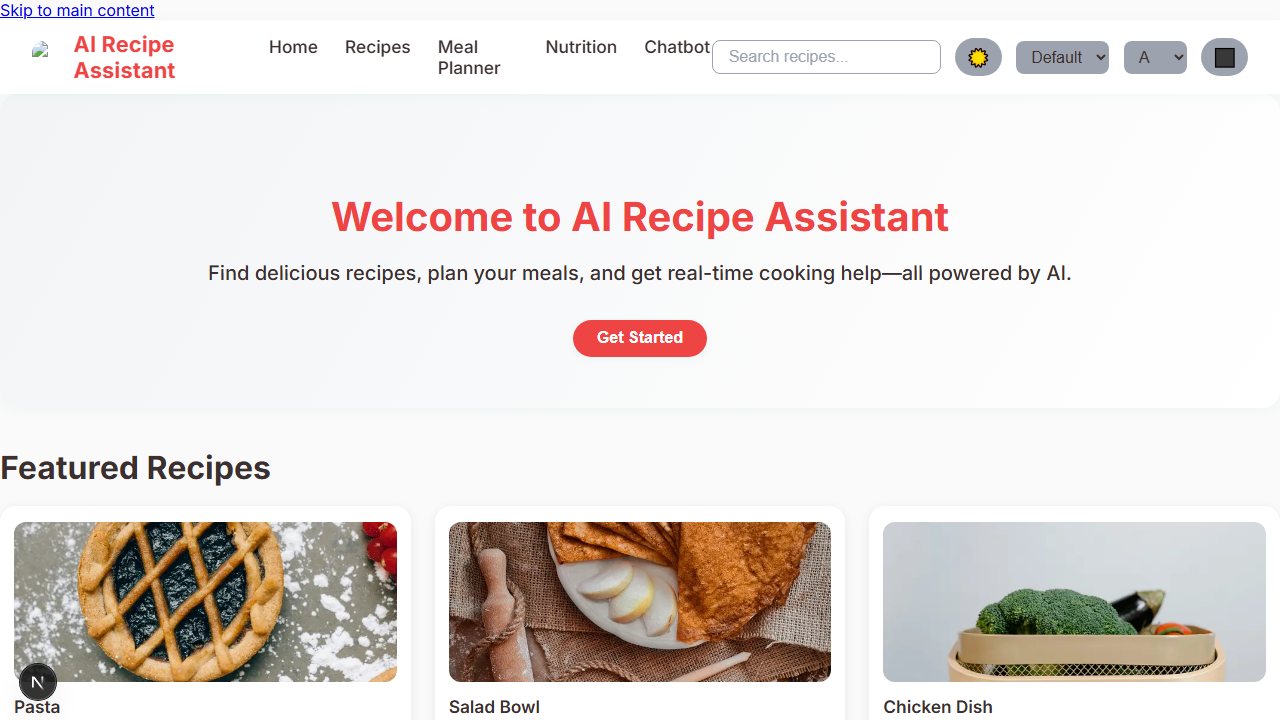 Skip to main content
AI Recipe
Assistant
Home
Recipes
Meal
Planner
Nutrition
Chatbot
Search recipes...
Default
A
Welcome to AI Recipe Assistant
Find delicious recipes, plan your meals, and get real-time cooking help—all powered by AI.
Get Started
Featured Recipes
N
Pasta
Salad Bowl
Chicken Dish